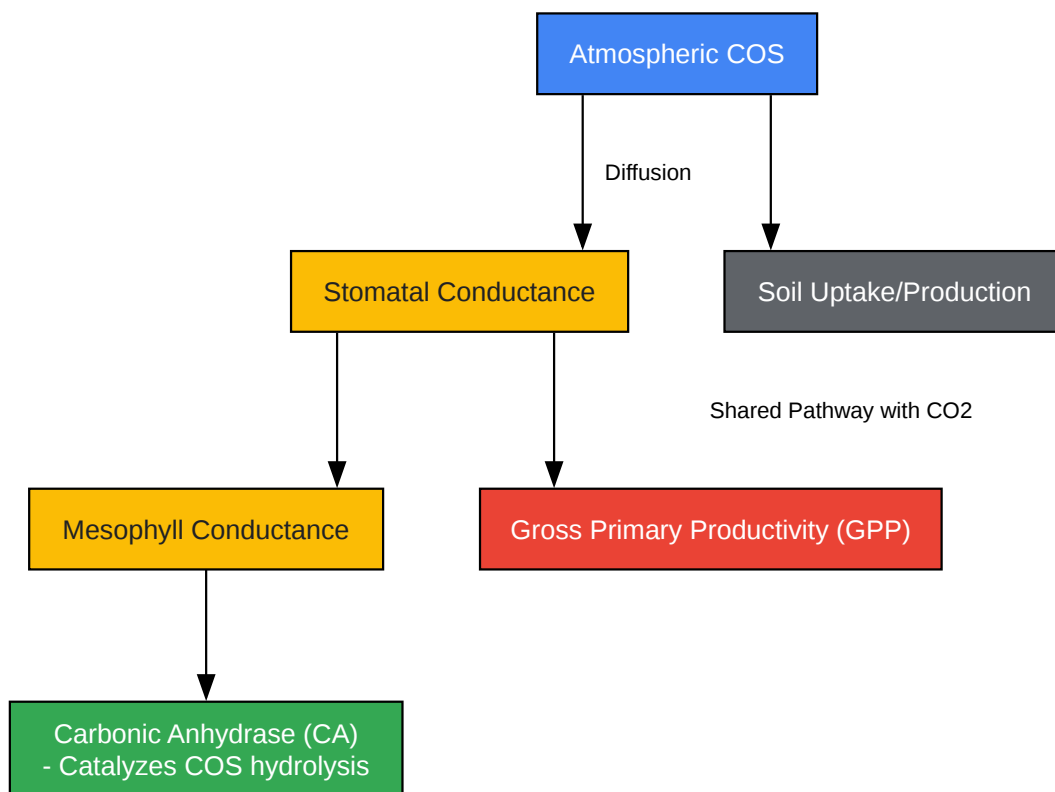 Atmospheric COS
Diffusion
Stomatal Conductance
Soil Uptake/Production
Shared Pathway with CO2
Mesophyll Conductance
Gross Primary Productivity (GPP)
Carbonic Anhydrase (CA)
- Catalyzes COS hydrolysis